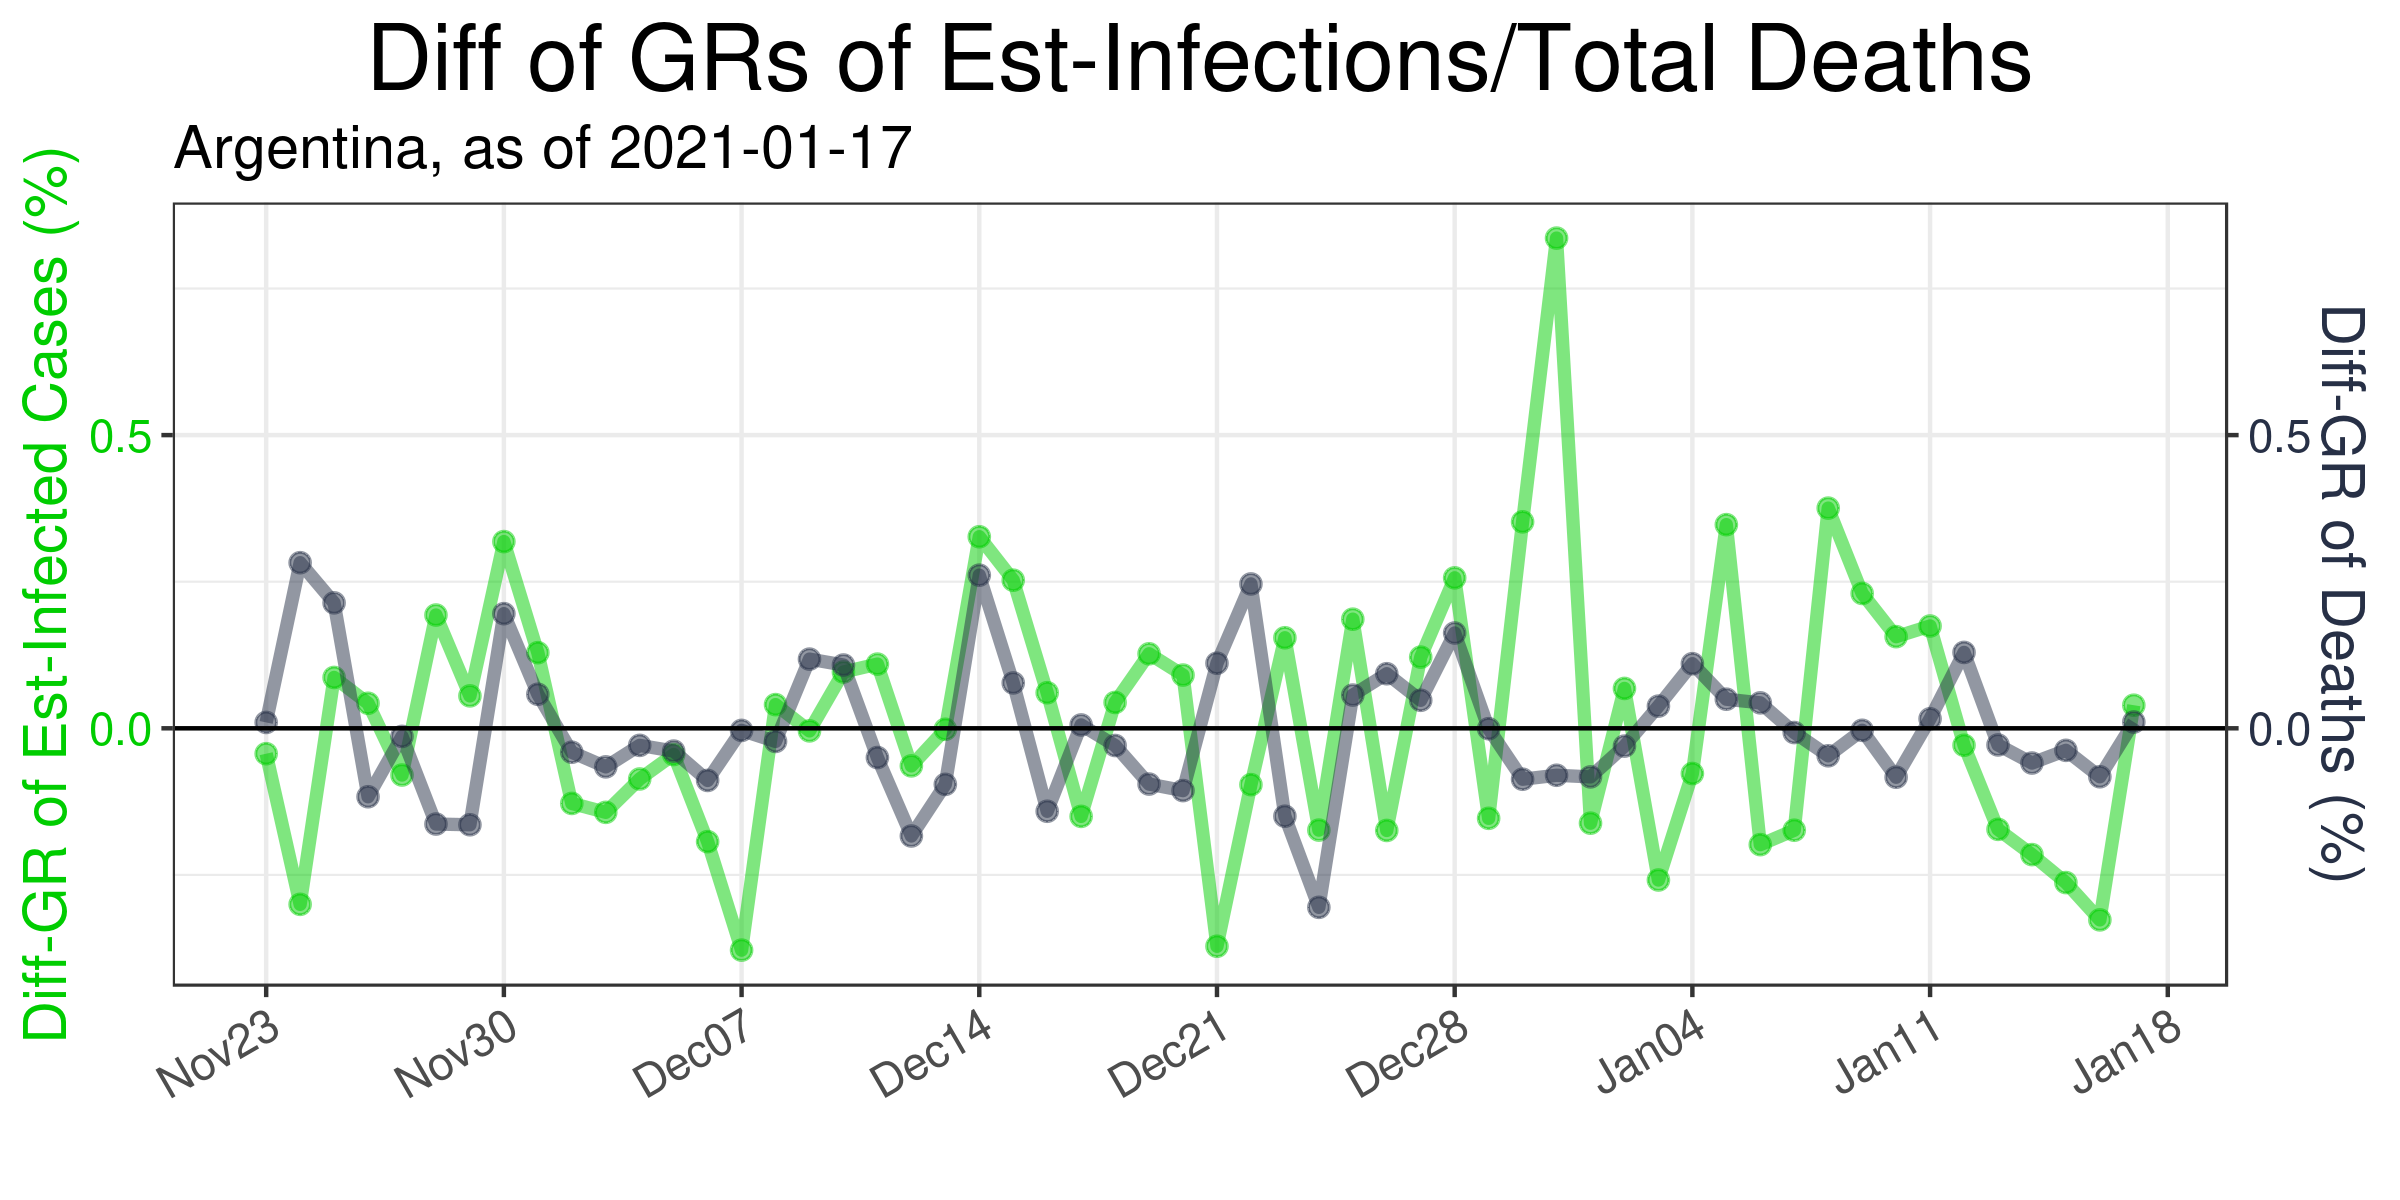 Diff of GRs of Est-Infections/Total Deaths
Argentina, as of 2021-01-17
Diff-GR of Est-Infected Cases (%)
0.5
0.0
0.5
0.0
Diff-GR of Deaths (%)
Nov23
Nov30
Dec07
Dec14
Dec21
Dec28
Jan04
Jan11
Jan18